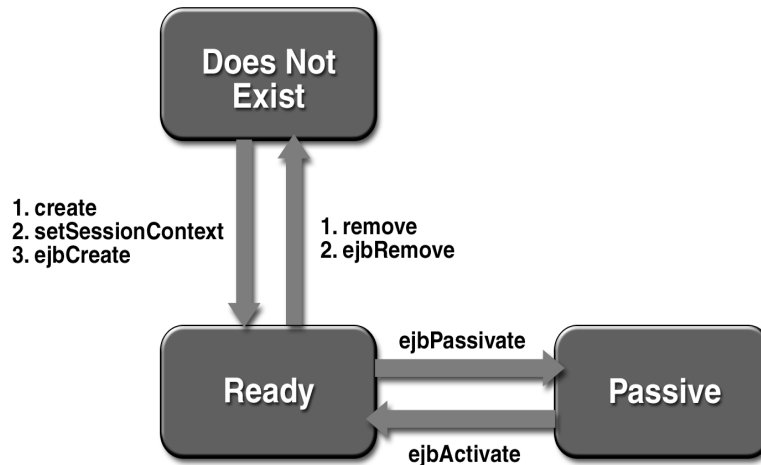 Does Not
Exist
1. create
2. setSessionContext
3. ejbCreate
1. remove
2. ejbRemove
ejbPassivate
Ready
Passive
ejbActivate